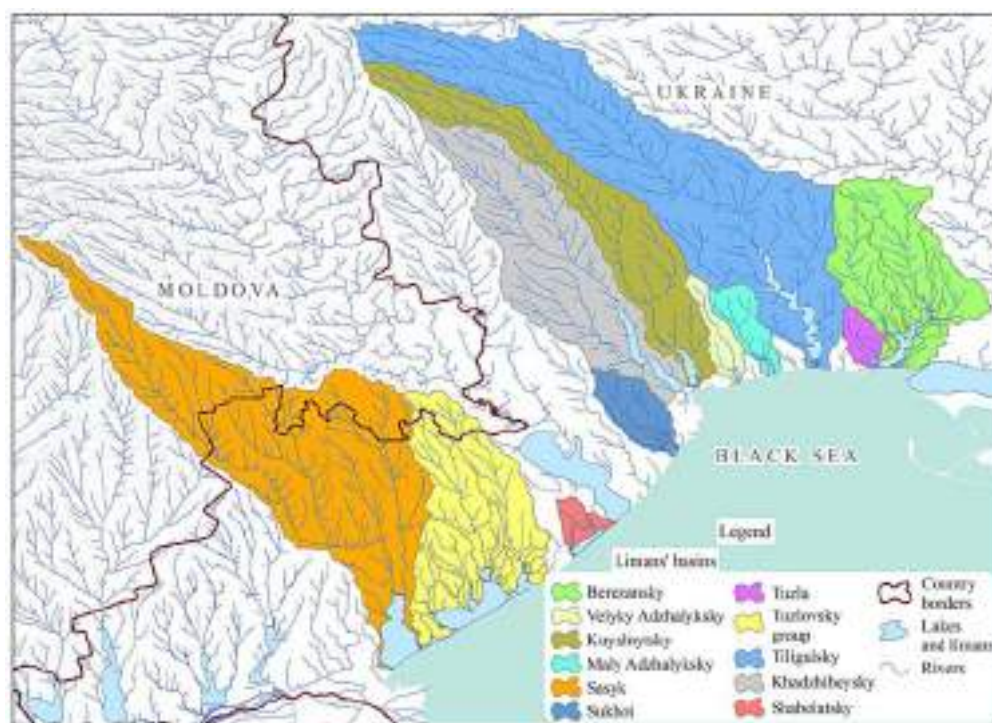 UKRAINE
MOLDOVA
BLACK SEA
Legend
Limans' basins
Berezansky
Velyky Adzhalyksky
Kuyalnytsky
Maly Adzhalyksky
Sasyk
Sukhoi
Tuzla
Tuzlovsky
group
Tiligulsky
Khadzhibeysky
Shabolatsky
Country
borders
Lakes
and limans
Rivers